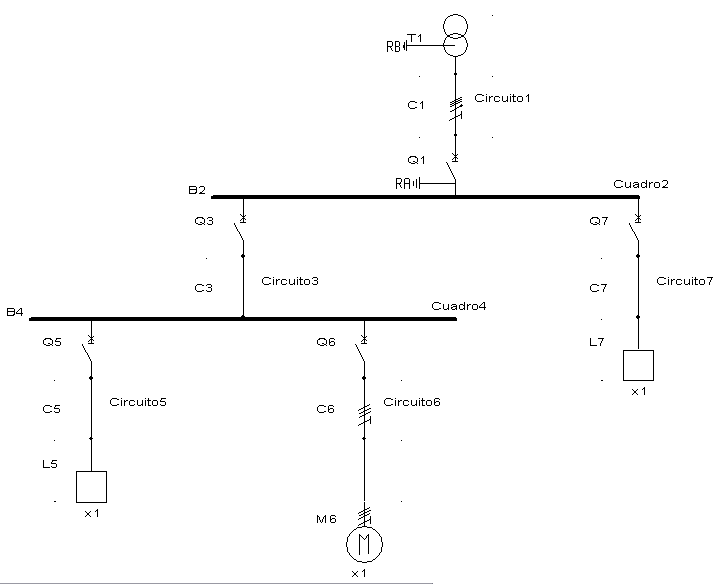 T1
RB
C1 Circuito1
Q1
RA
B2 Cuadro2
Q3 Q7
C3 Circuito3 C7 Circuito7
B4 Cuadro4
Q5 Q6 L7
x1
C5 Circuito5 C6 Circuito6
L5
x1
M6
M
x1